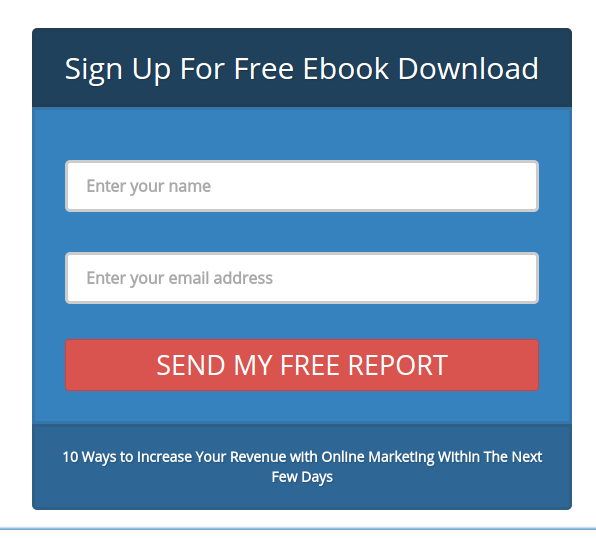 Sign Up For Free Ebook Download
Enter your name
Enter your email address
SEND MY FREE REPORT
10 Ways to Increase Your Revenue with Online Marketing Within The Next
Few Days